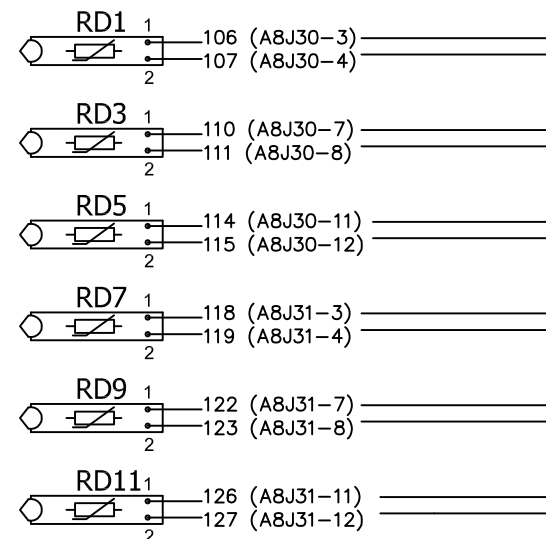 RD1 1
106 (A8J30-3)
107 (A8J30-4)
2
RD3 1
110 (A8J30-7)
111 (A8J30-8)
2
RD5 1
114 (A8J30-11)
115 (A8J30-12)
2
RD7 1
118 (A8J31-3)
119 (A8J31-4)
2
RD9 1
122 (A8J31-7)
123 (A8J31-8)
2
RD11 1
126 (A8J31-11)
127 (A8J31-12)
2